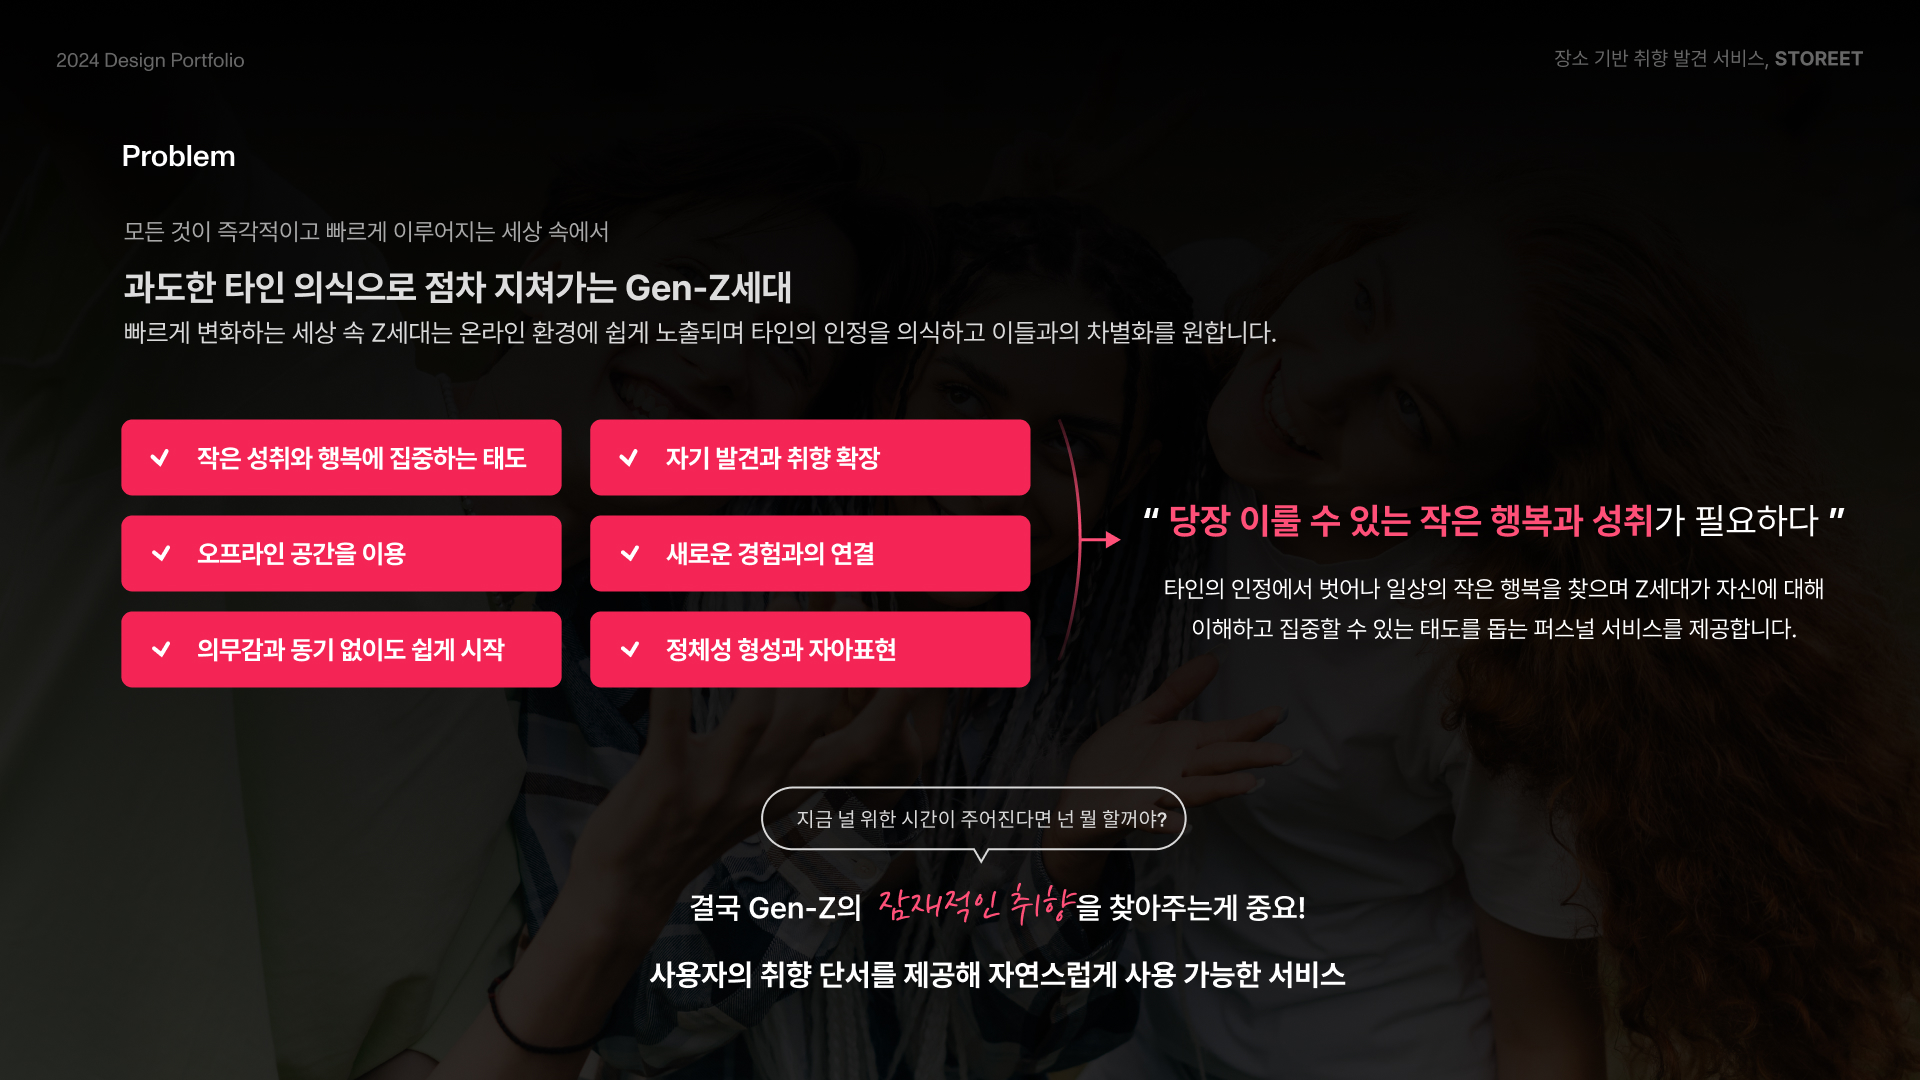 2024 Design Portfolio
장소 기반 취향 발견 서비스, STOREET
Problem
모든 것이 즉각적이고 빠르게 이루어지는 세상 속에서
과도한 타인 의식으로 점차 지쳐가는 Gen-Z세대
빠르게 변화하는 세상 속 Z세대는 온라인 환경에 쉽게 노출되며 타인의 인정을 의식하고 이들과의 차별화를 원합니다.
작은 성취와 행복에 집중하는 태도
자기 발견과 취향 확장
오프라인 공간을 이용
새로운 경험과의 연결
의무감과 동기 없이도 쉽게 시작
정체성 형성과 자아표현
“ 당장 이룰 수 있는 작은 행복과 성취가 필요하다 ”
타인의 인정에서 벗어나 일상의 작은 행복을 찾으며 Z세대가 자신에 대해
이해하고 집중할 수 있는 태도를 돕는 퍼스널 서비스를 제공합니다.
지금 널 위한 시간이 주어진다면 넌 뭘 할꺼야?
결국 Gen-Z의 잠재적인 취향을 찾아주는게 중요!
사용자의 취향 단서를 제공해 자연스럽게 사용 가능한 서비스